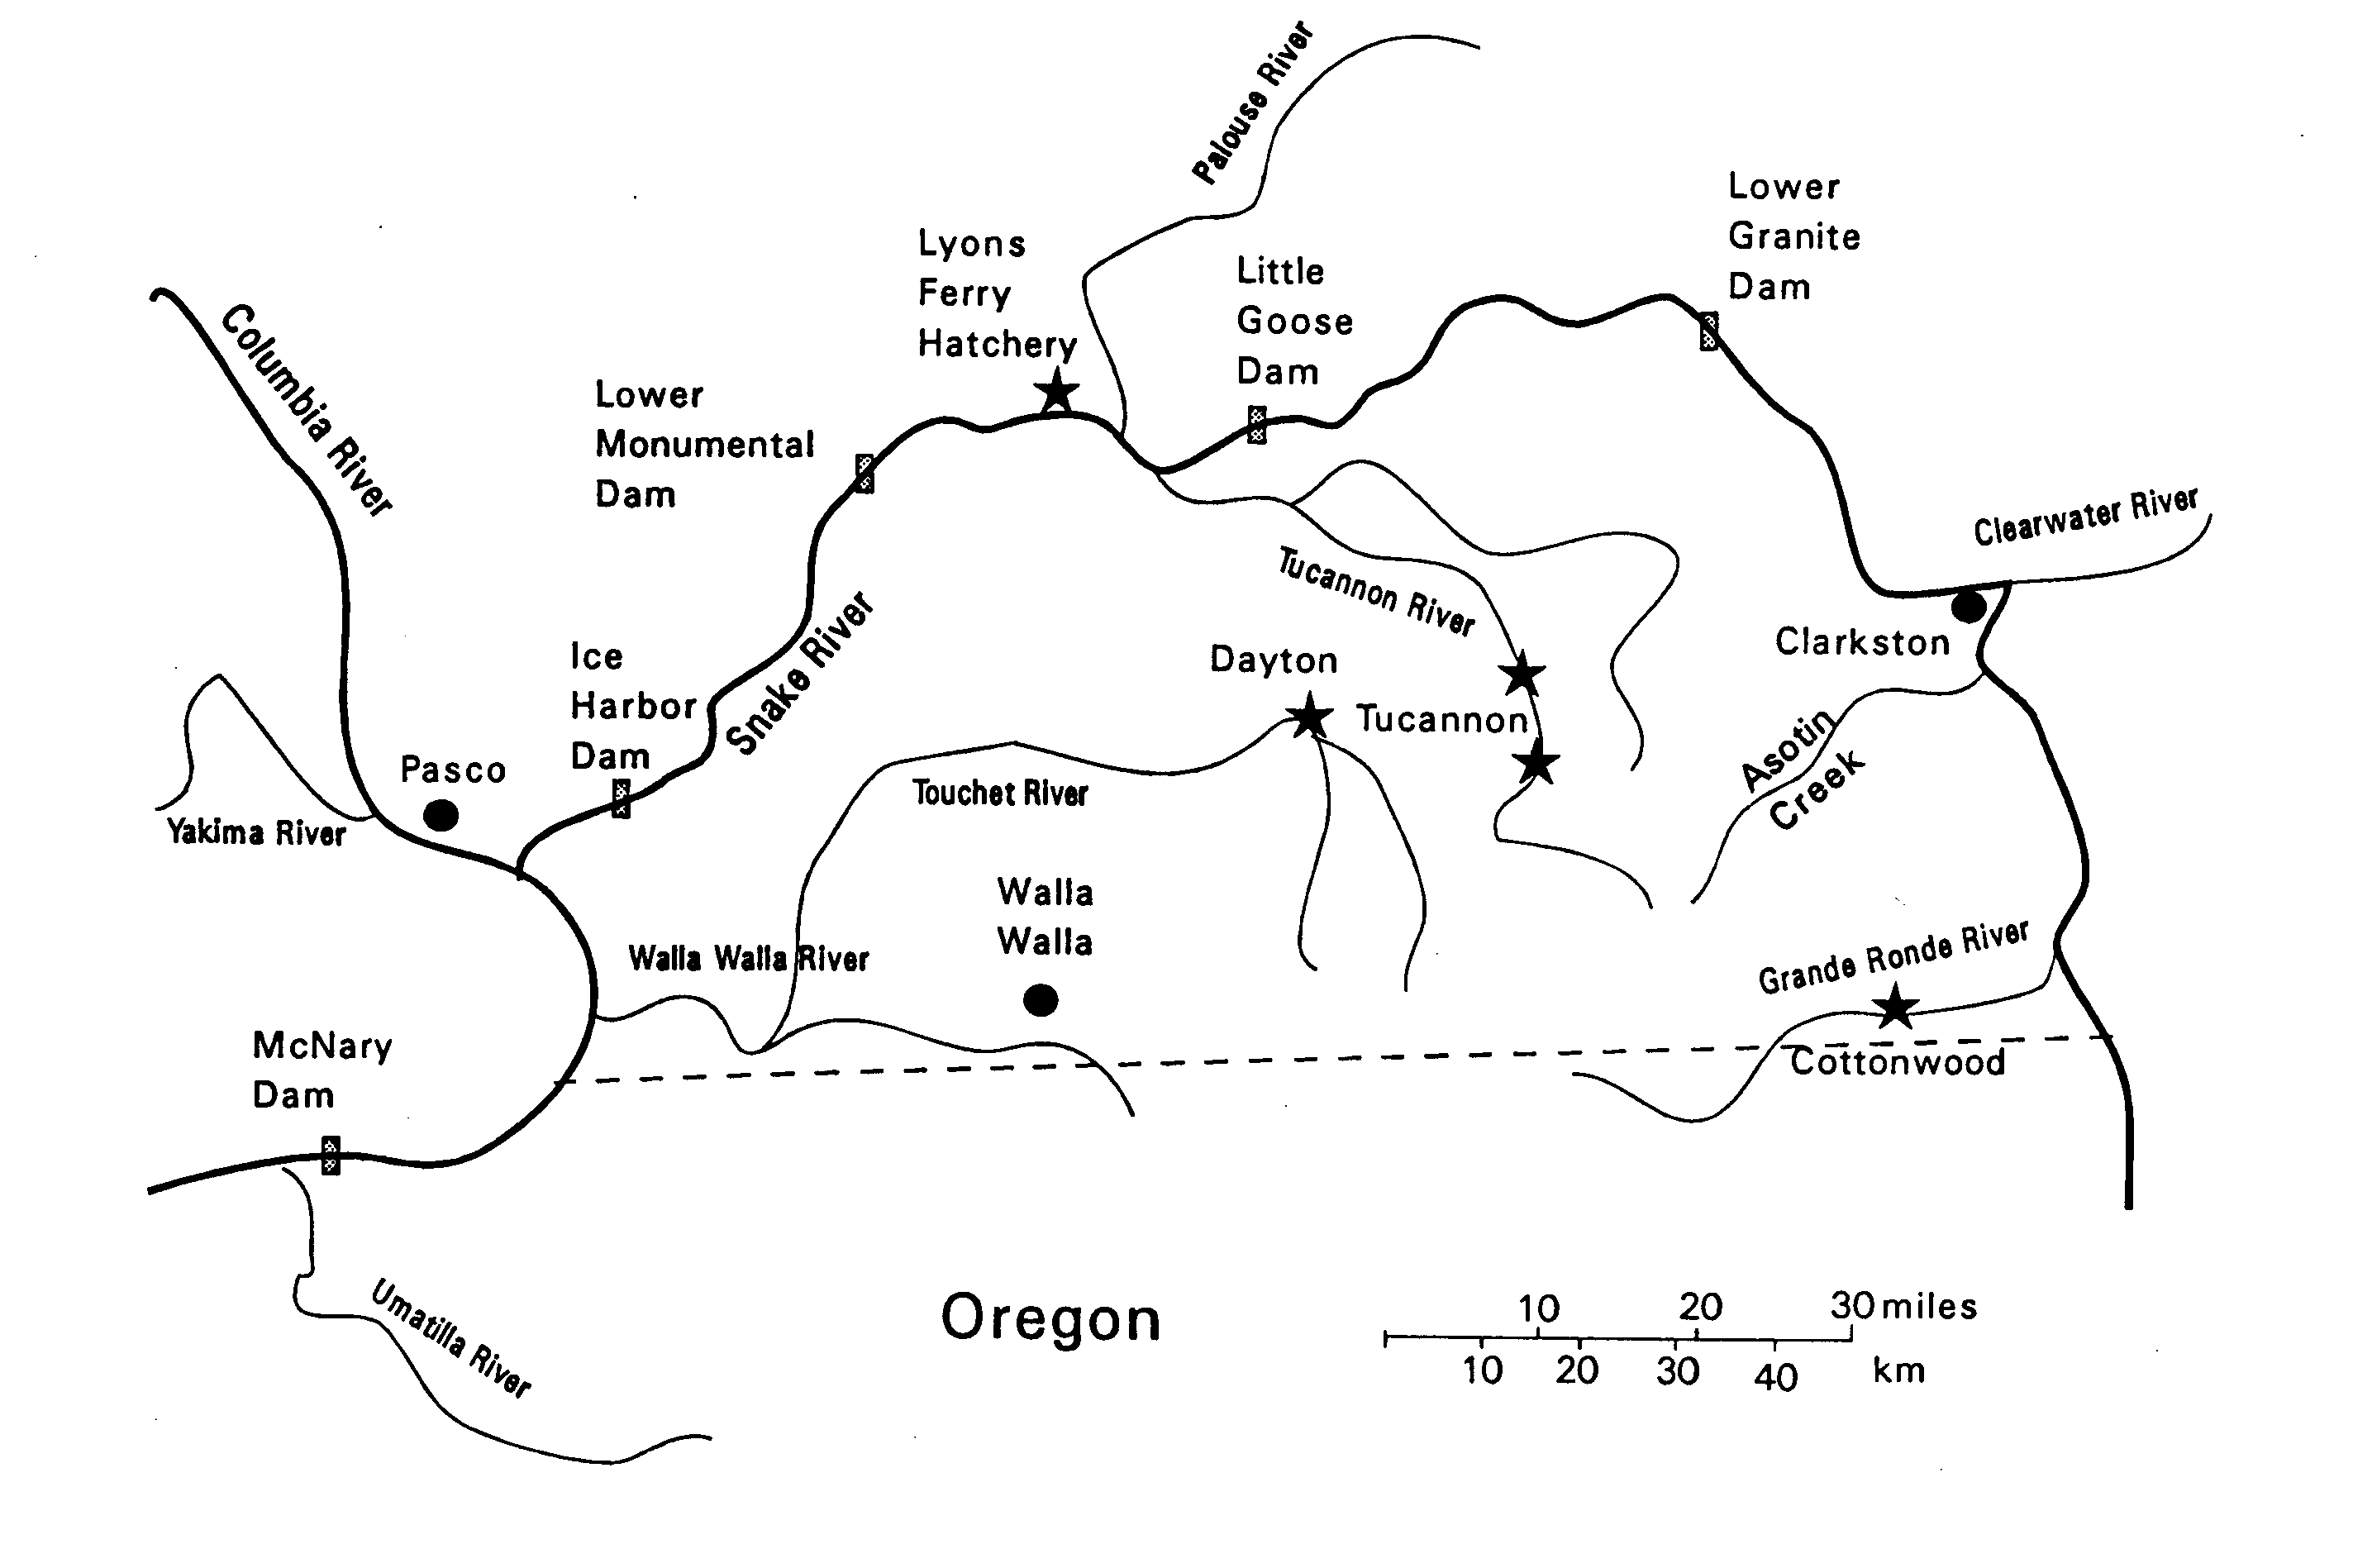 Palouse River
Lower
Granite
Dam
Lyons
Ferry
Hatchery
Little
Goose
Dam
Columbia River
Lower
Monumental
Dam
Clearwater River
Tucannon River
Clarkston
Ice
Harbor
Dam
Snake River
Dayton
Tucannon
Asotin
Creek
Pasco
Yakima River
Touchet River
Walla
Walla
Walla Walla River
Grande Ronde River
Cottonwood
McNary
Dam
Umatilla River
Oregon
10 20 30 miles
10 20 30 40 km